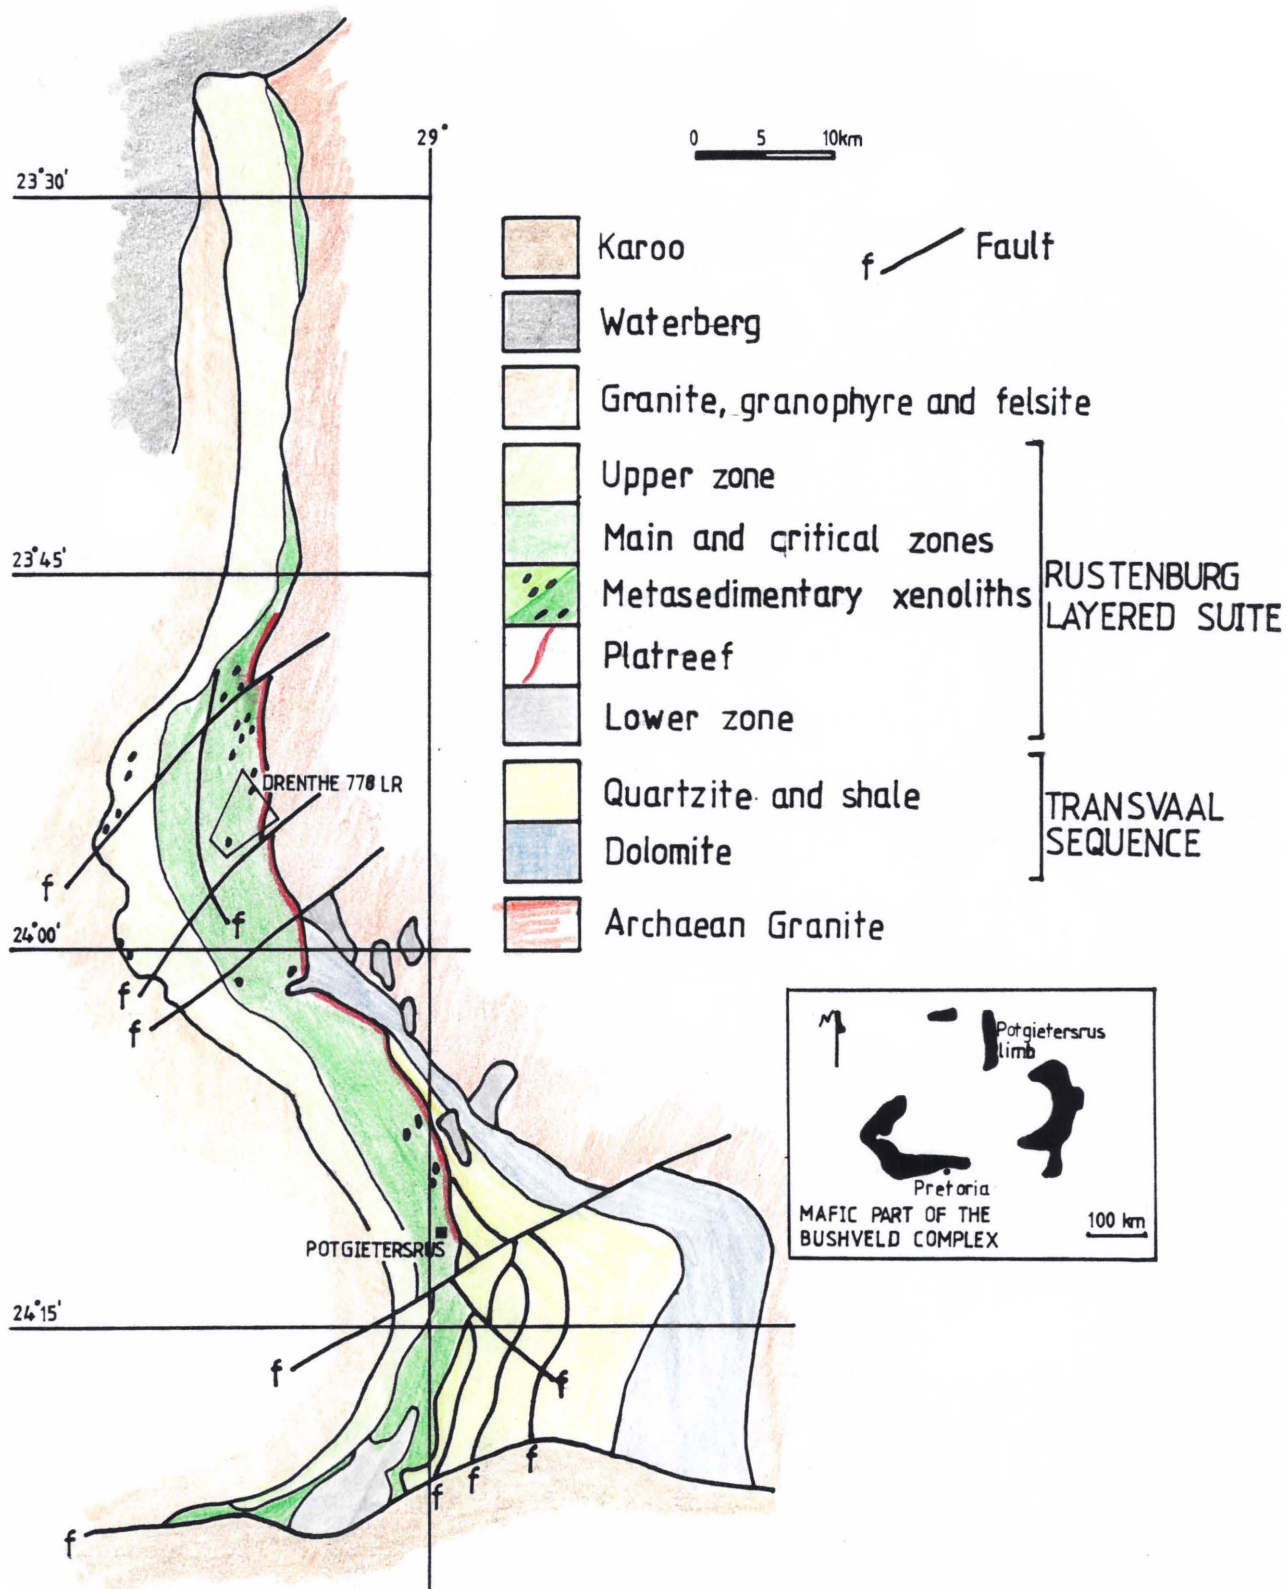 29°
0 5 10km
23°30'
Karoo
f Fault
Waterberg
Granite, granophyre and felsite
Upper zone
Main and critical zones
23°45'
Metasedimentary xenoliths
RUSTENBURG
LAYERED SUITE
Platreef
Lower zone
DRENTHE 778 LR
Quartzite and shale
TRANSVAAL
SEQUENCE
Dolomite
f
f
Archaean Granite
24°00'
f
f
N
Potgietersrus
limb
Pretoria
MAFIC PART OF THE
BUSHVELD COMPLEX
100 km
POTGIETERSRUS
24°15'
f
f
f
f
f
f